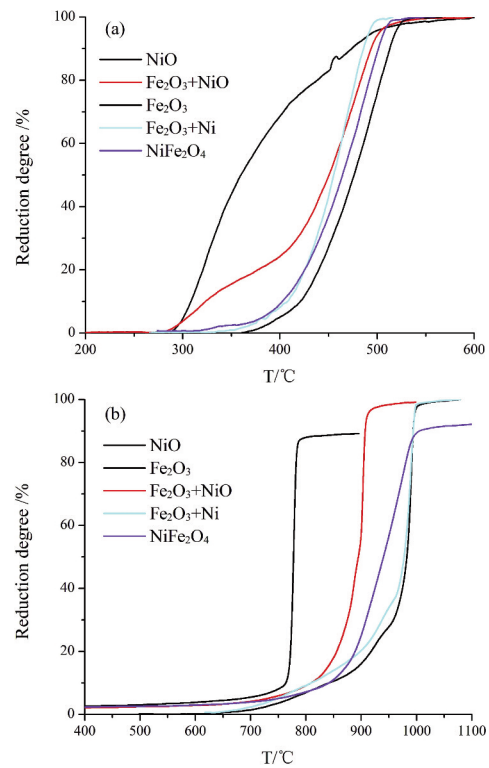 (a)
NiO
Fe₂O₃+NiO
Fe₂O₃
Fe₂O₃+Ni
NiFe₂O₄
Reduction degree /%
100
80
60
40
20
0
200 300 400 500 600
T/℃
(b)
NiO
Fe₂O₃
Fe₂O₃+NiO
Fe₂O₃+Ni
NiFe₂O₄
Reduction degree /%
100
80
60
40
20
0
400 500 600 700 800 900 1000 1100
T/℃